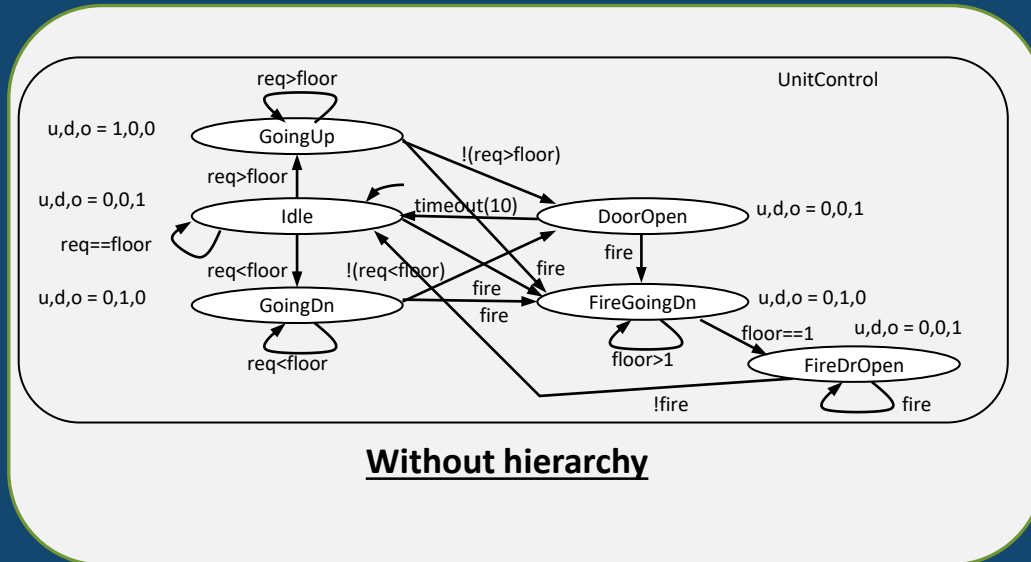 req>floor
UnitControl
u,d,o = 1,0,0
GoingUp
!(req>floor)
req>floor
u,d,o = 0,0,1
Idle
timeout(10)
DoorOpen
u,d,o = 0,0,1
req==floor
fire
req<floor
!(req<floor)
fire
u,d,o = 0,1,0
GoingDn
fire
fire
FireGoingDn
u,d,o = 0,1,0
floor==1
u,d,o = 0,0,1
req<floor
floor>1
FireDrOpen
!fire
fire
Without hierarchy